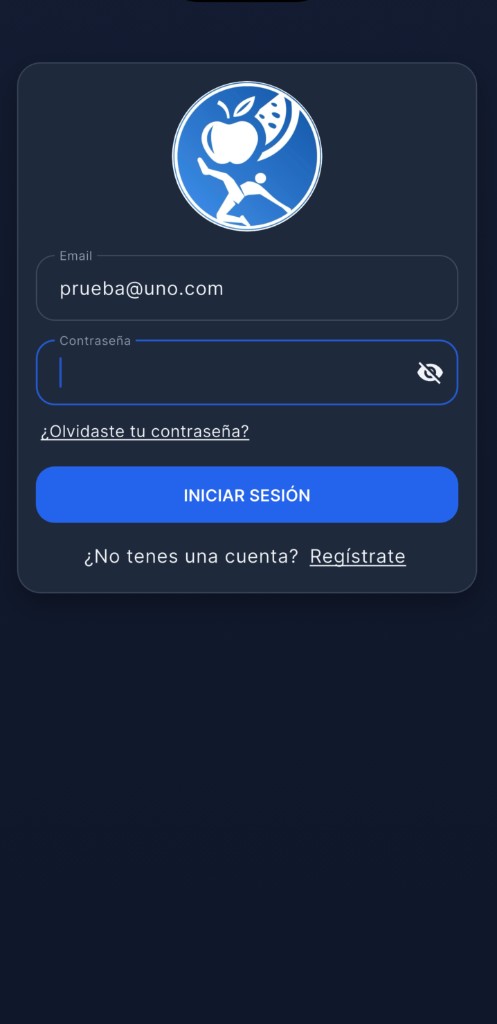 Email
prueba@uno.com
Contraseña
¿Olvidaste tu contraseña?
INICIAR SESIÓN
¿No tenes una cuenta? Regístrate